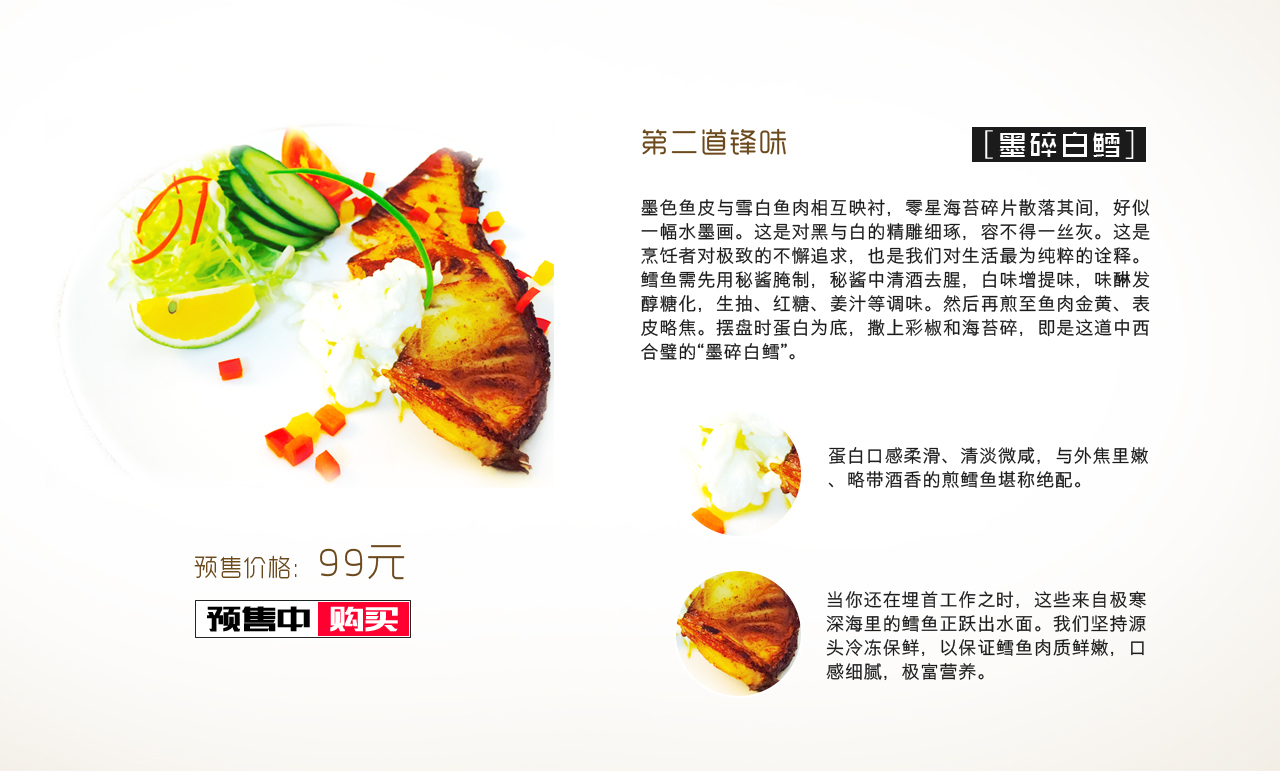 第二道锋味
[墨碎白鳕]
墨色鱼皮与雪白鱼肉相互映衬，零星海苔碎片散落其间，好似
一幅水墨画。这是对黑与白的精雕细琢，容不得一丝灰。这是
烹饪者对极致的不懈追求，也是我们对生活最为纯粹的诠释。
鳕鱼需先用秘酱腌制，秘酱中清酒去腥，白味增提味，味醂发
醇糖化，生抽、红糖、姜汁等调味。然后再煎至鱼肉金黄、表
皮略焦。摆盘时蛋白为底，撒上彩椒和海苔碎，即是这道中西
合璧的“墨碎白鳕”。
蛋白口感柔滑、清淡微咸，与外焦里嫩
、略带酒香的煎鳕鱼堪称绝配。
当你还在埋首工作之时，这些来自极寒
深海里的鳕鱼正跃出水面。我们坚持源
头冷冻保鲜，以保证鳕鱼肉质鲜嫩，口
感细腻，极富营养。
预售价格：99元
预售中 购买